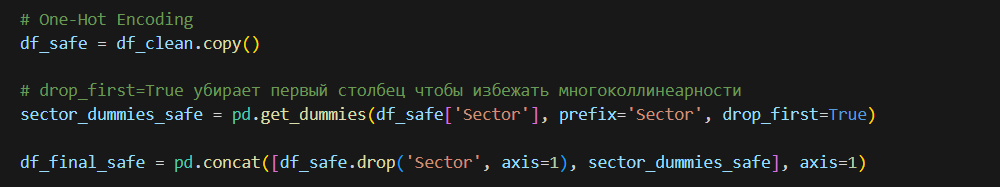 # One-Hot Encoding
df_safe = df_clean.copy()
# drop_first=True убирает первый столбец чтобы избежать многоколлинеарности
sector_dummies_safe = pd.get_dummies(df_safe['Sector'], prefix='Sector', drop_first=True)
df_final_safe = pd.concat([df_safe.drop('Sector', axis=1), sector_dummies_safe], axis=1)